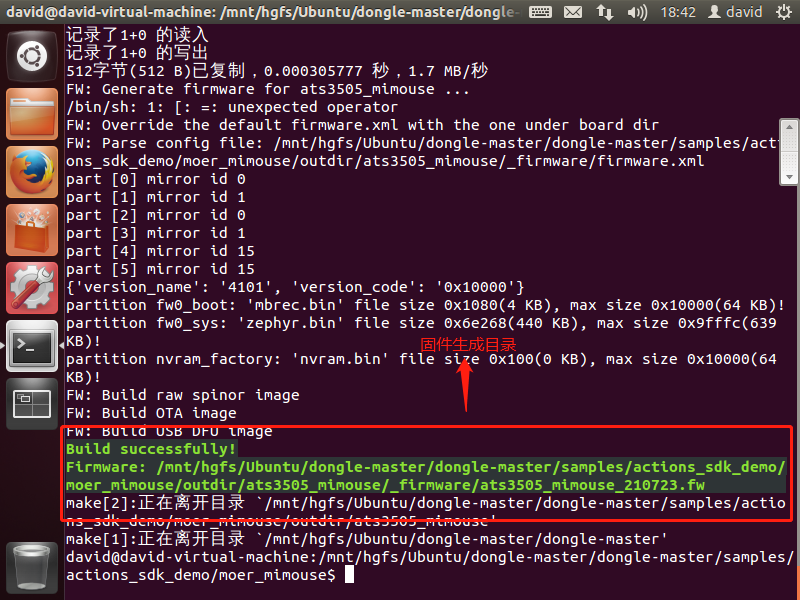 david@david-virtual-machine: /mnt/hgfs/Ubuntu/dongle-master/dongle- 18:42 david
记录了1+0 的读入
记录了1+0 的写出
512字节(512 B)已复制，0.000305777 秒，1.7 MB/秒
FW: Generate firmware for ats3505_mimouse ...
/bin/sh: 1: [: =: unexpected operator
FW: Override the default firmware.xml with the one under board dir
FW: Parse config file: /mnt/hgfs/Ubuntu/dongle-master/dongle-master/samples/acti
ons_sdk_demo/moer_mimouse/outdir/ats3505_mimouse/_firmware/firmware.xml
part [0] mirror id 0
part [1] mirror id 1
part [2] mirror id 0
part [3] mirror id 1
part [4] mirror id 15
part [5] mirror id 15
{'version_name': '4101', 'version_code': '0x10000'}
partition fw0_boot: 'mbrec.bin' file size 0x1080(4 KB), max size 0x10000(64 KB)!
partition fw0_sys: 'zephyr.bin' file size 0x6e268(440 KB), max size 0x9fffc(639
KB)!
固件生成目录
partition nvram_factory: 'nvram.bin' file size 0x100(0 KB), max size 0x10000(64
KB)!
FW: Build raw spinor image
FW: Build OTA image
FW: Build USB DFU image
Build successfully!
Firmware: /mnt/hgfs/Ubuntu/dongle-master/dongle-master/samples/actions_sdk_demo/
moer_mimouse/outdir/ats3505_mimouse/_firmware/ats3505_mimouse_210723.fw
make[2]:正在离开目录 `/mnt/hgfs/Ubuntu/dongle-master/dongle-master/samples/actio
ns_sdk_demo/moer_mimouse/outdir/ats3505_mimouse'
make[1]:正在离开目录 `/mnt/hgfs/Ubuntu/dongle-master/dongle-master'
david@david-virtual-machine:/mnt/hgfs/Ubuntu/dongle-master/dongle-master/samples/
actions_sdk_demo/moer_mimouse$